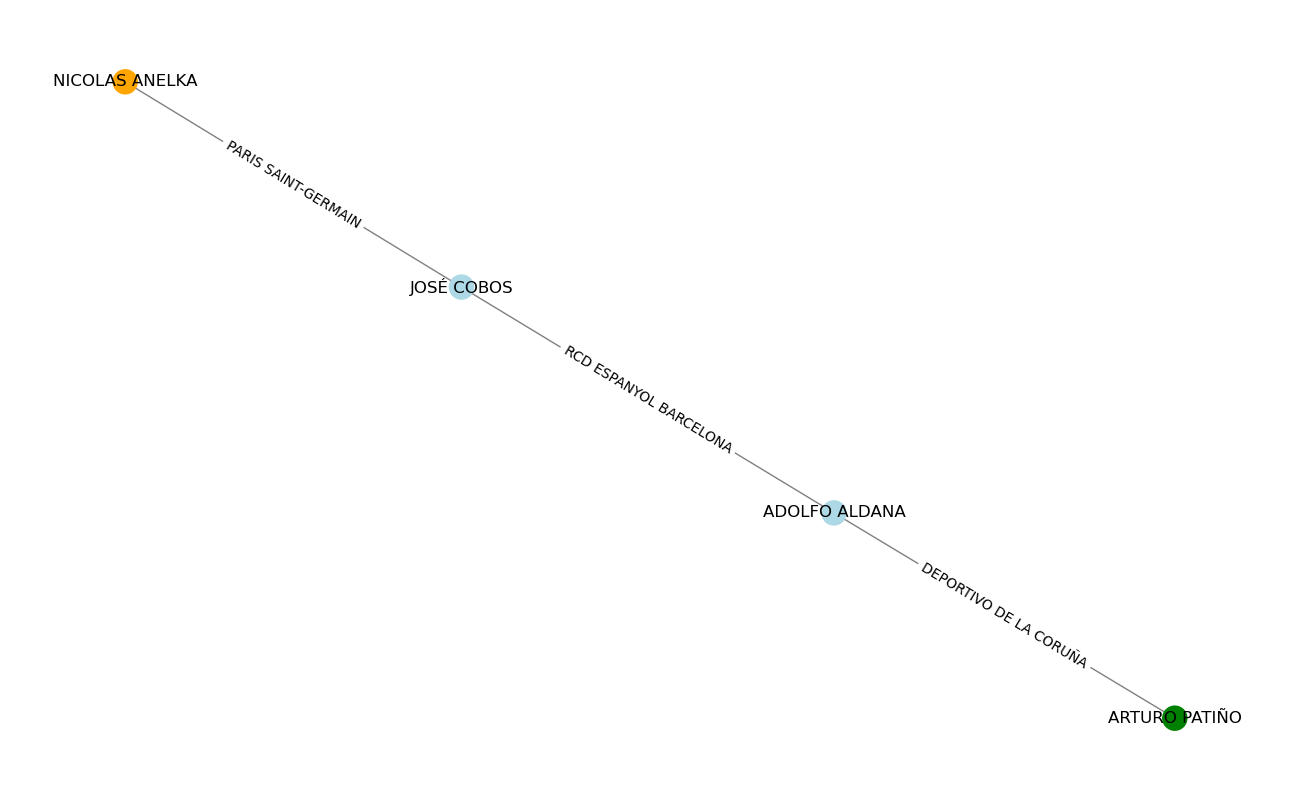 NICOLAS ANELKA
PARIS SAINT-GERMAIN
JOSÉ COBOS
RCD ESPANYOL BARCELONA
ADOLFO ALDANA
DEPORTIVO DE LA CORUÑA
ARTURO PATIÑO